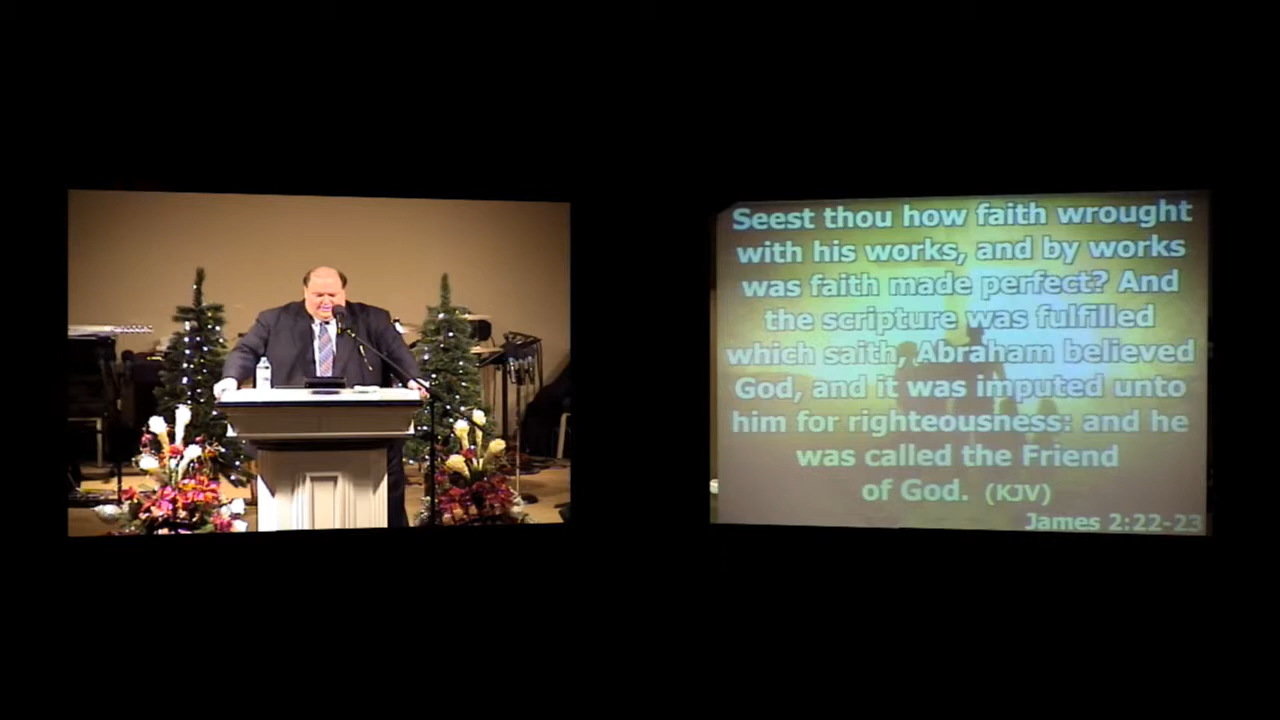 Seest thou how faith wrought
with his works, and by works
was faith made perfect? And
the scripture was fulfilled
which saith, Abraham believed
God, and it was imputed unto
him for righteousness: and he
was called the Friend
of God. (KJV)
James 2:22-23